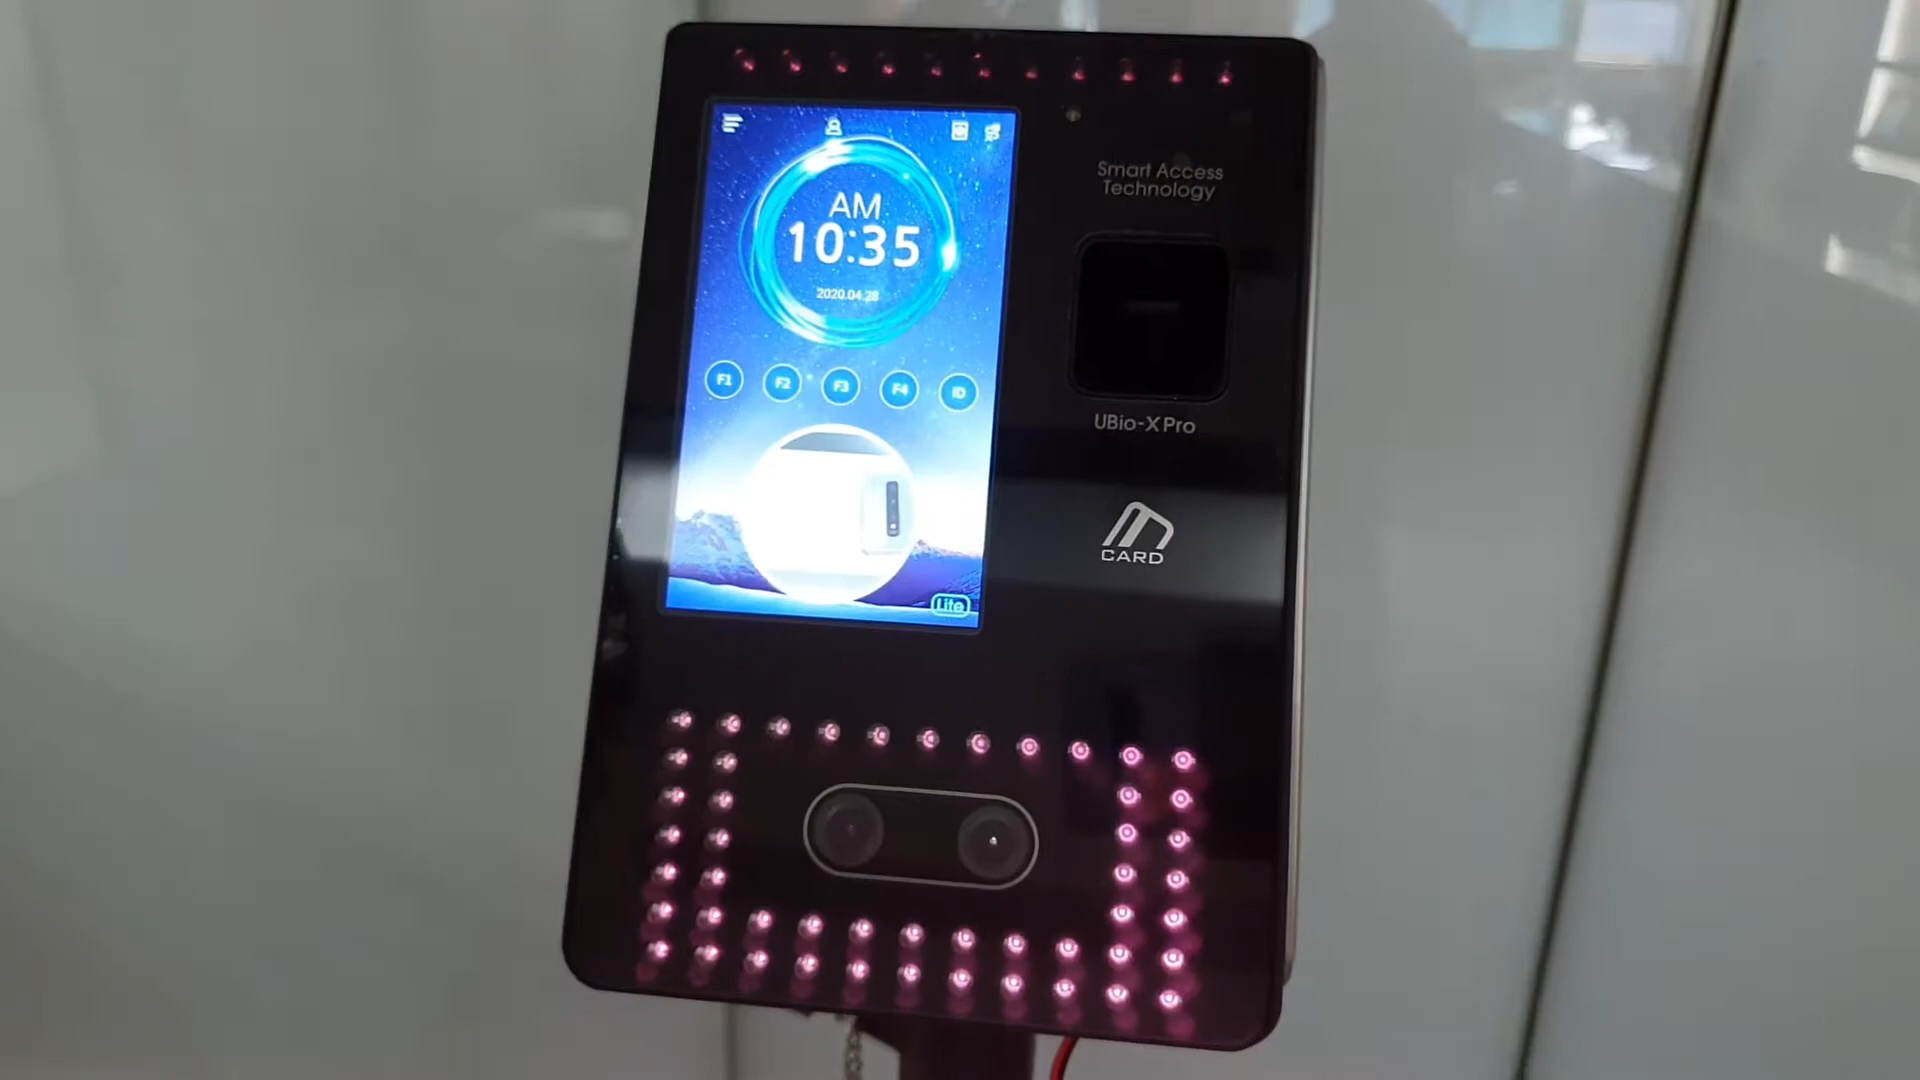 AM
10:35
2020.04.28
F1 F2 F3 F4 ID
Lite
Smart Access
Technology
UBio-X Pro
CARD